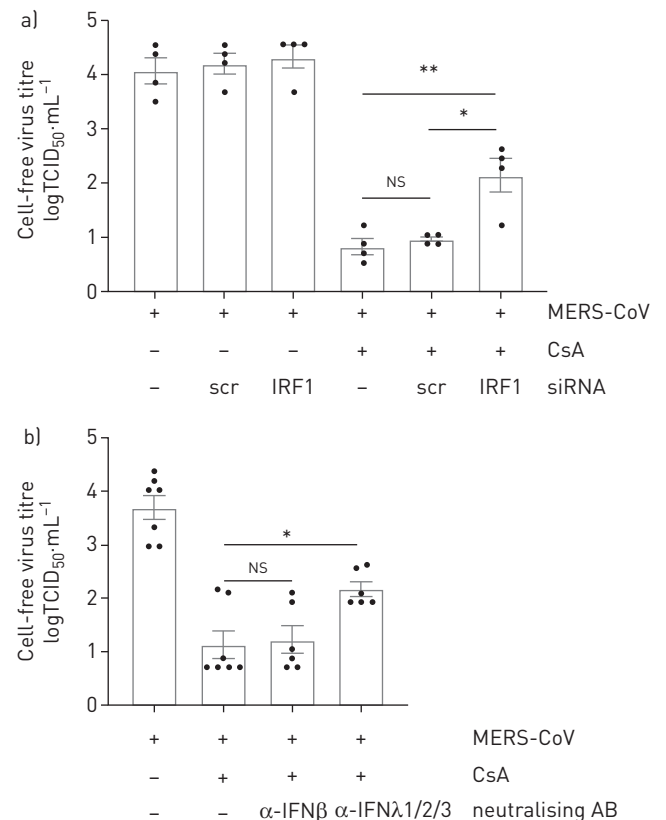 a)
Cell-free virus titre
logTCID50·mL−1
5
4
3
2
1
0
**
*
NS
+ + + + + + MERS-CoV
– – – + + + CsA
– scr IRF1 – scr IRF1 siRNA
b)
Cell-free virus titre
logTCID50·mL−1
5
4
3
2
1
0
*
NS
+ + + + MERS-CoV
– + + + CsA
– – α-IFNβ α-IFNλ1/2/3 neutralising AB